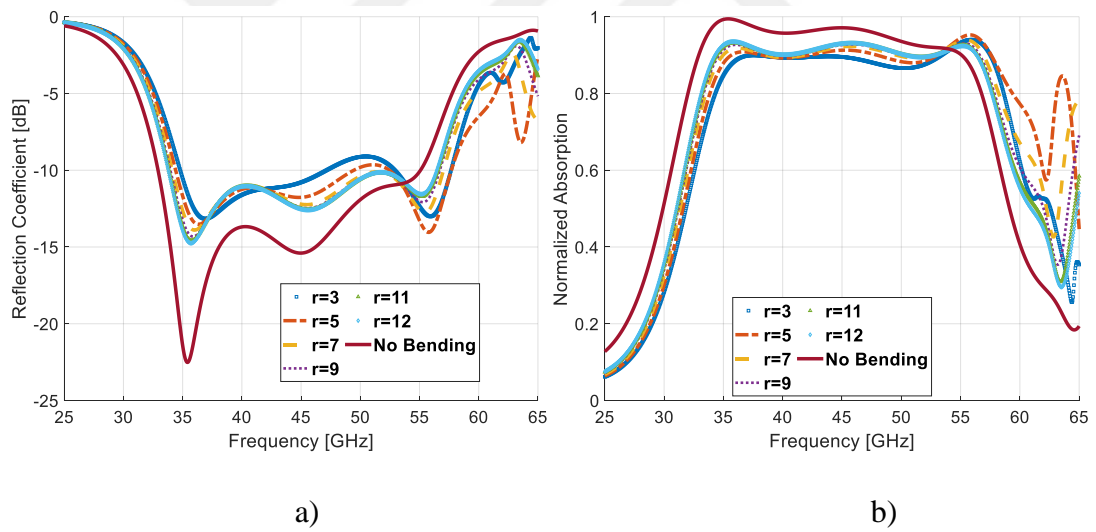 0
-5
-10
-15
-20
-25
Reflection Coefficient [dB]
r=3 r=11
r=5 r=12
r=7 No Bending
r=9
25 30 35 40 45 50 55 60 65
Frequency [GHz]
a)
1
0.8
0.6
0.4
0.2
0
Normalized Absorption
r=3 r=11
r=5 r=12
r=7 No Bending
r=9
25 30 35 40 45 50 55 60 65
Frequency [GHz]
b)